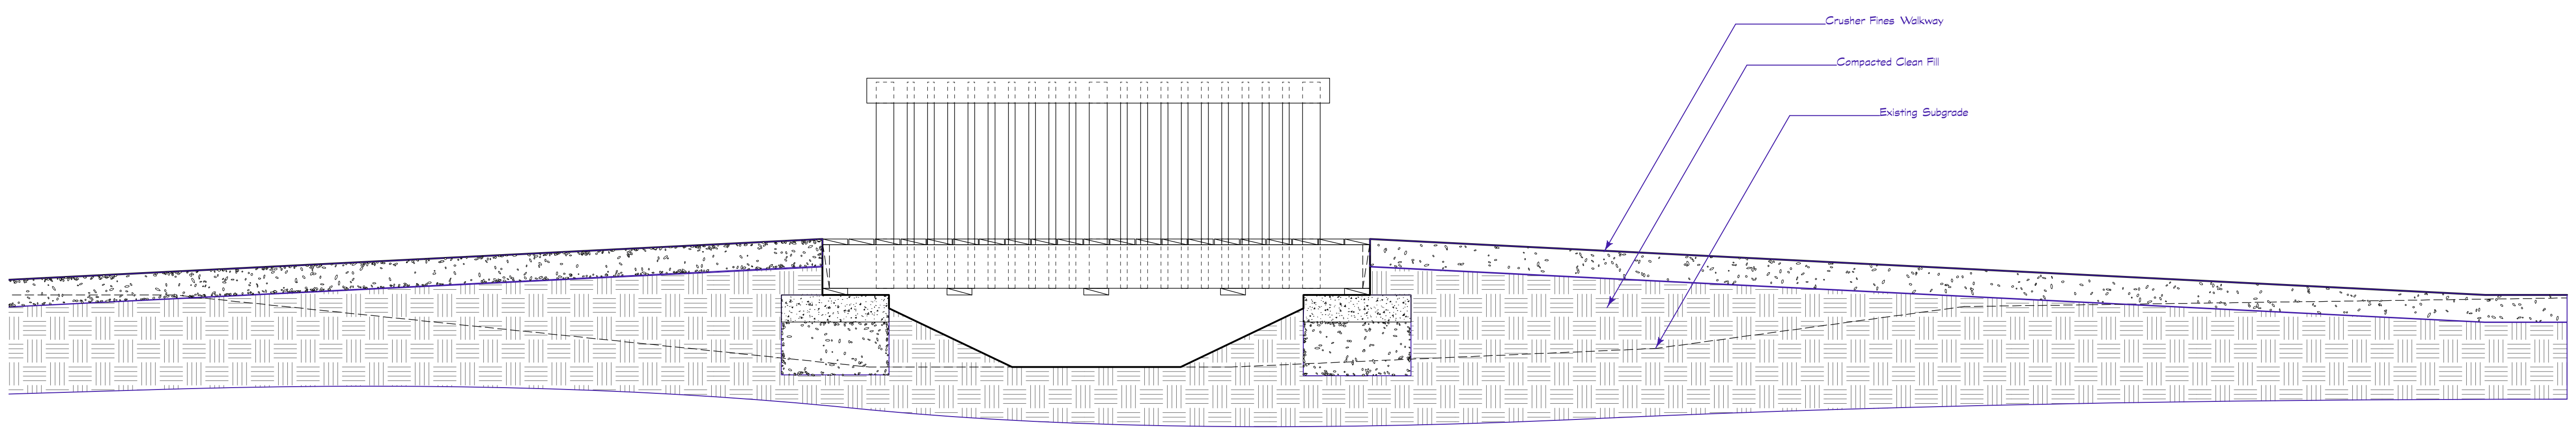 Crusher Fines Walkway
Compacted Clean Fill
Existing Subgrade